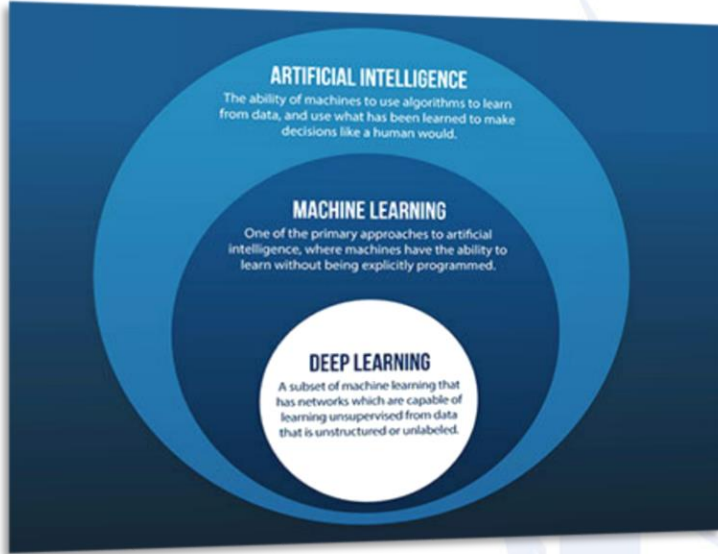 ARTIFICIAL INTELLIGENCE
The ability of machines to use algorithms to learn
from data, and use what has been learned to make
decisions like a human would.
MACHINE LEARNING
One of the primary approaches to artificial
intelligence, where machines have the ability to
learn without being explicitly programmed.
DEEP LEARNING
A subset of machine learning that
has networks which are capable of
learning unsupervised from data
that is unstructured or unlabeled.